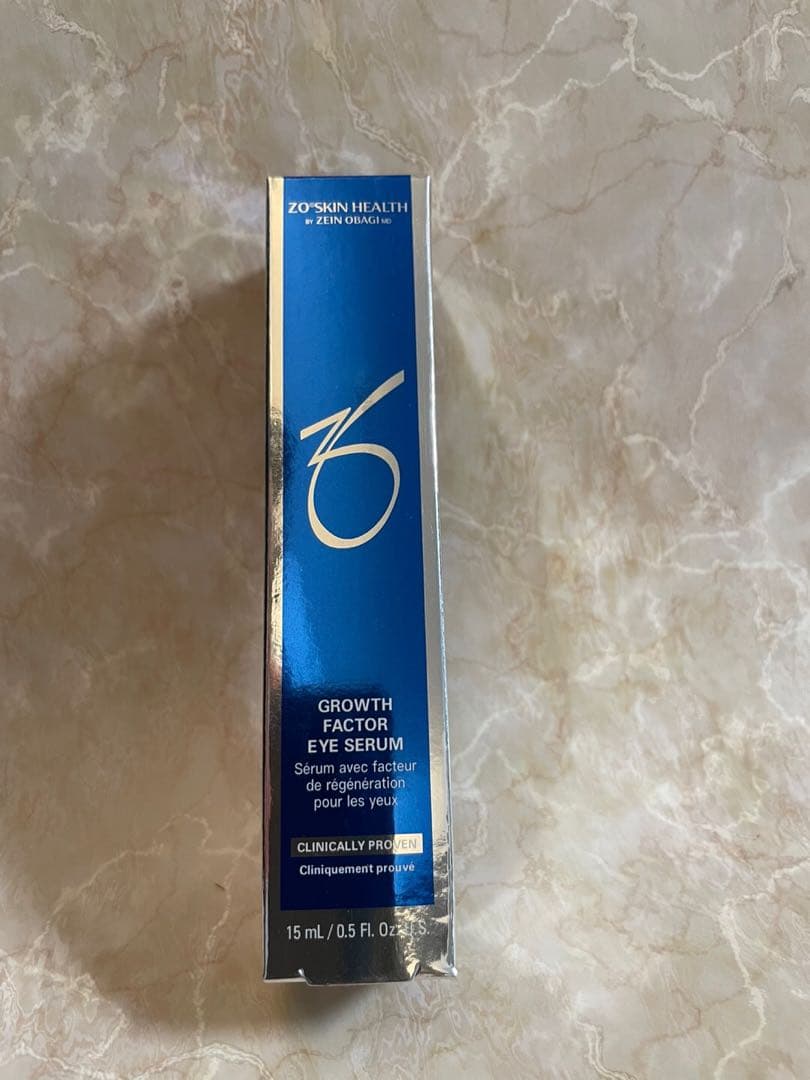 ZO® SKIN HEALTH
BY ZEIN OBAGI MD
GROWTH
FACTOR
EYE SERUM
Sérum avec facteur
de régénération
pour les yeux
CLINICALLY PROVEN
Cliniquement prouvé
15 mL / 0.5 Fl. Oz. U.S.